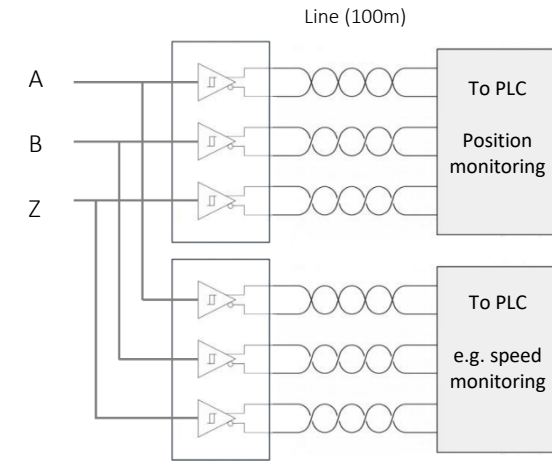 Line (100m)
A
B
Z
To PLC
Position
monitoring
To PLC
e.g. speed
monitoring